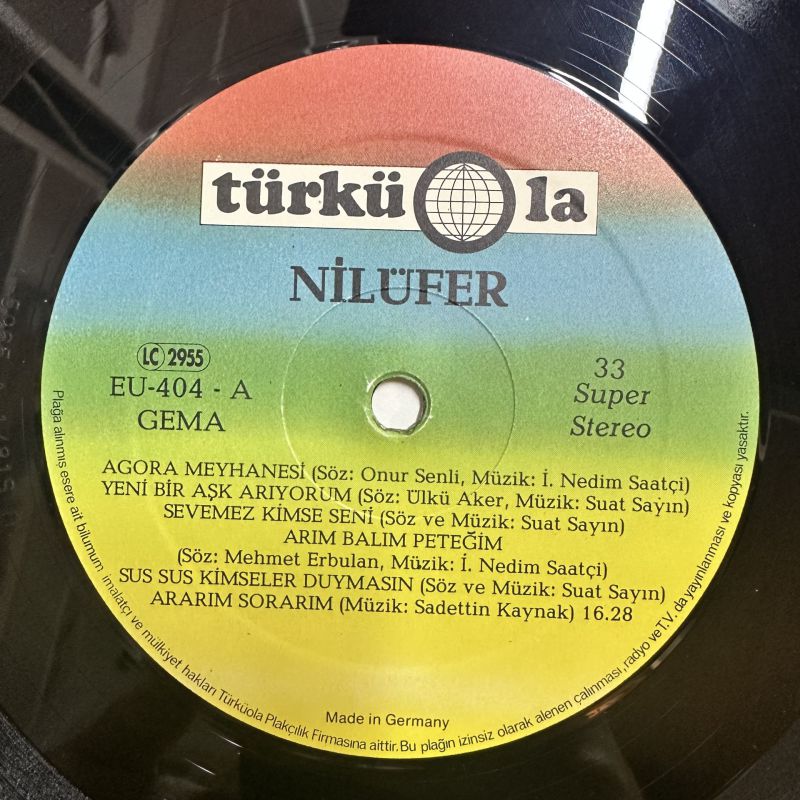 türküola
NİLÜFER
LC 2955
EU-404 - A
GEMA
33
Super
Stereo
AGORA MEYHANESİ (Söz: Onur Senli, Müzik: İ. Nedim Saatçi)
YENİ BİR AŞK ARIYORUM (Söz: Ülkü Aker, Müzik: Suat Sayın)
SEVEMEZ KİMSE SENİ (Söz ve Müzik: Suat Sayın)
ARIM BALIM PETEĞİM
(Söz: Mehmet Erbulan, Müzik: İ. Nedim Saatçi)
SUS SUS KİMSELER DUYMASIN (Söz ve Müzik: Suat Sayın)
ARARIM SORARIM (Müzik: Sadettin Kaynak) 16.28
Made in Germany
Plağa alınmış esere ait bilumum imalatçı ve mülkiyet hakları Türküola Plakçılık Firmasına aittir. Bu plağın izinsiz olarak alenen çalınması, radyo ve T.V. da yayınlanması ve kopyası yasaktır.